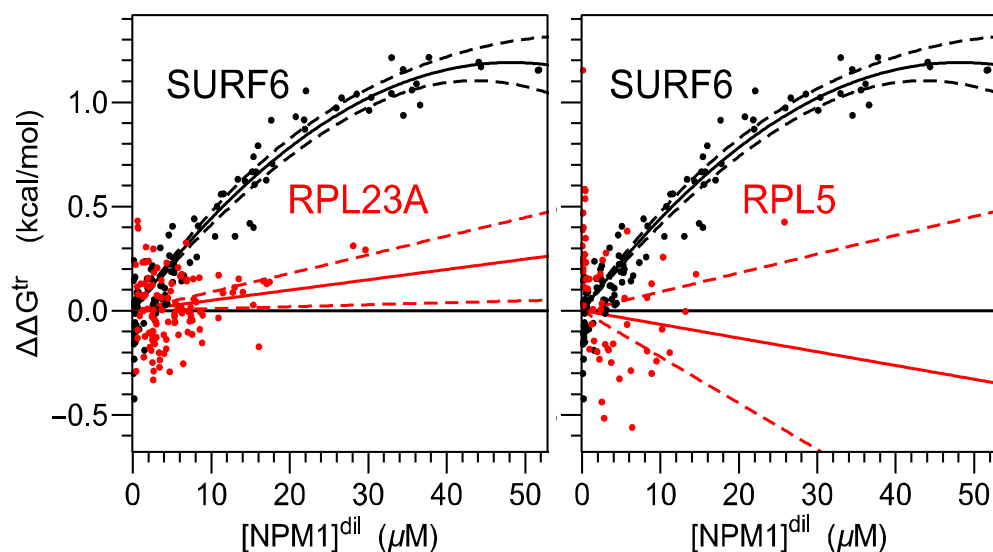 SURF6
RPL23A
ΔΔG^tr (kcal/mol)
1.0
0.5
0.0
−0.5
0 10 20 30 40 50
[NPM1]^dil (μM)
SURF6
RPL5
0 10 20 30 40 50
[NPM1]^dil (μM)